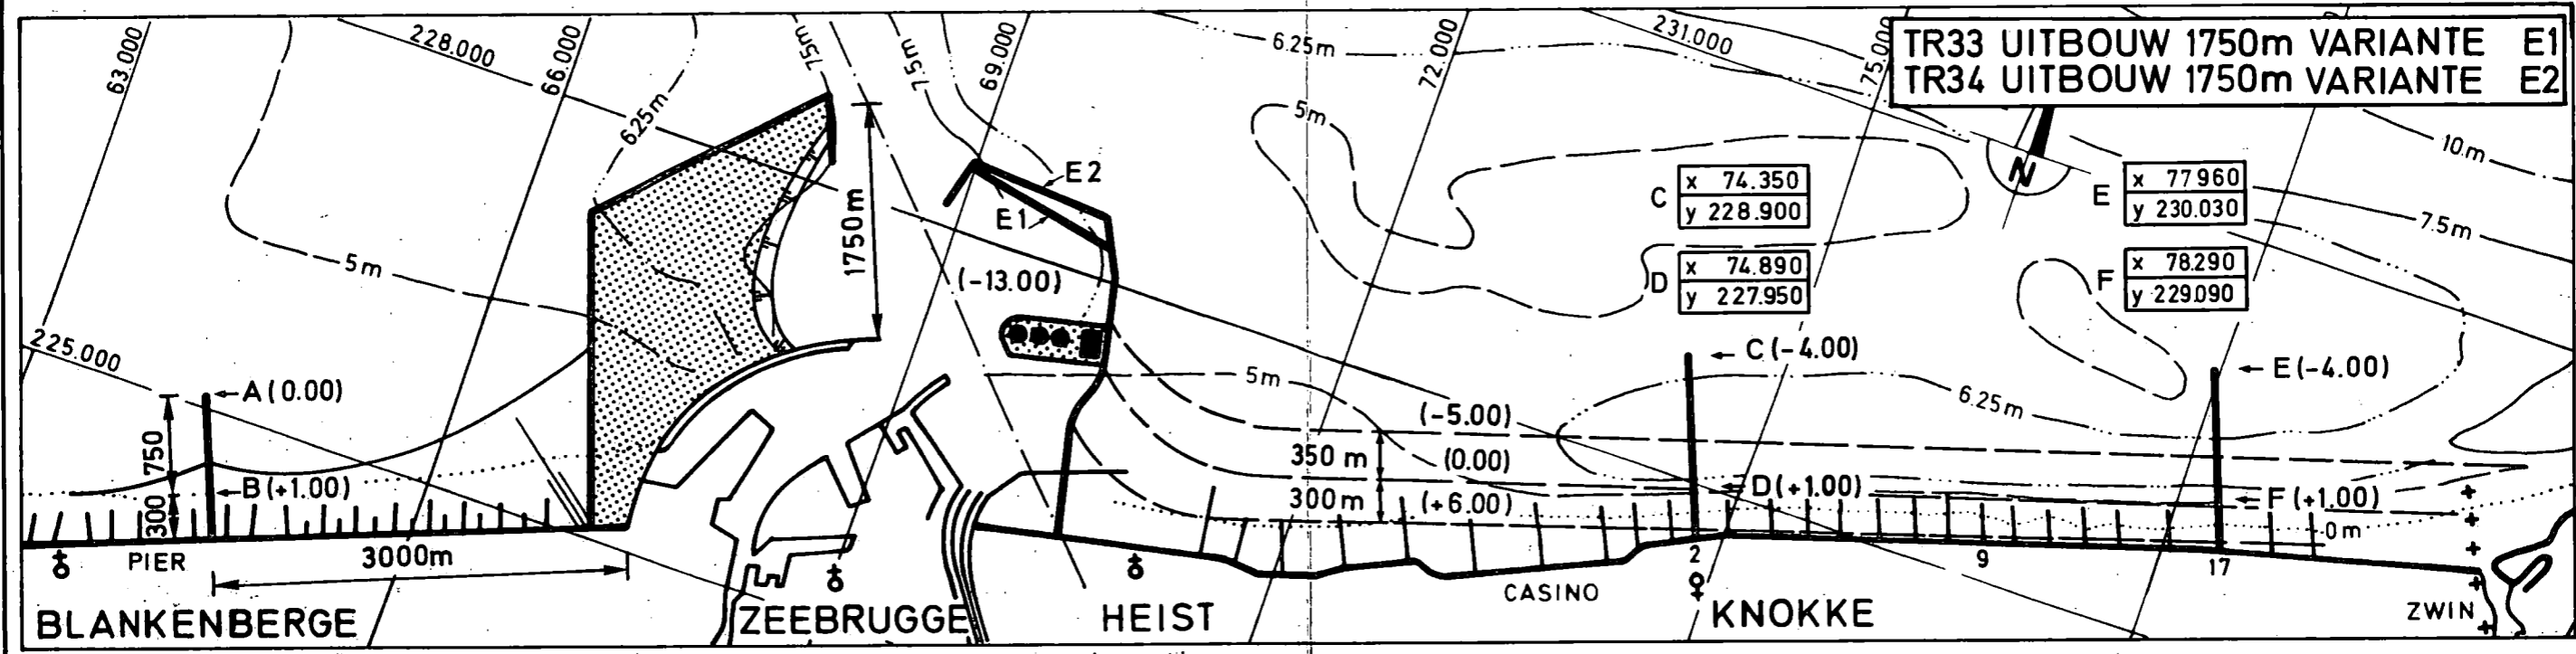 TR33 UITBOUW 1750m VARIANTE E1
TR34 UITBOUW 1750m VARIANTE E2
63.000
228.000
66.000
6.25m
7.5m
7.5m
69.000
6.25m
72.000
231.000
75.000
5m
10.m
7.5m
N
C
x 74.350
y 228.900
D
x 74.890
y 227.950
E
x 77960
y 230.030
F
x 78.290
y 229.090
E2
E1
1750m
(-13.00)
5m
225.000
A (0.00)
750
B (+1.00)
300
PIER
3000m
5m
(-5.00)
350 m
(0.00)
300m
(+6.00)
C (-4.00)
D (+1.00)
6.25m
E (-4.00)
F (+1.00)
0m
2
9
17
CASINO
BLANKENBERGE
ZEEBRUGGE
HEIST
KNOKKE
ZWIN